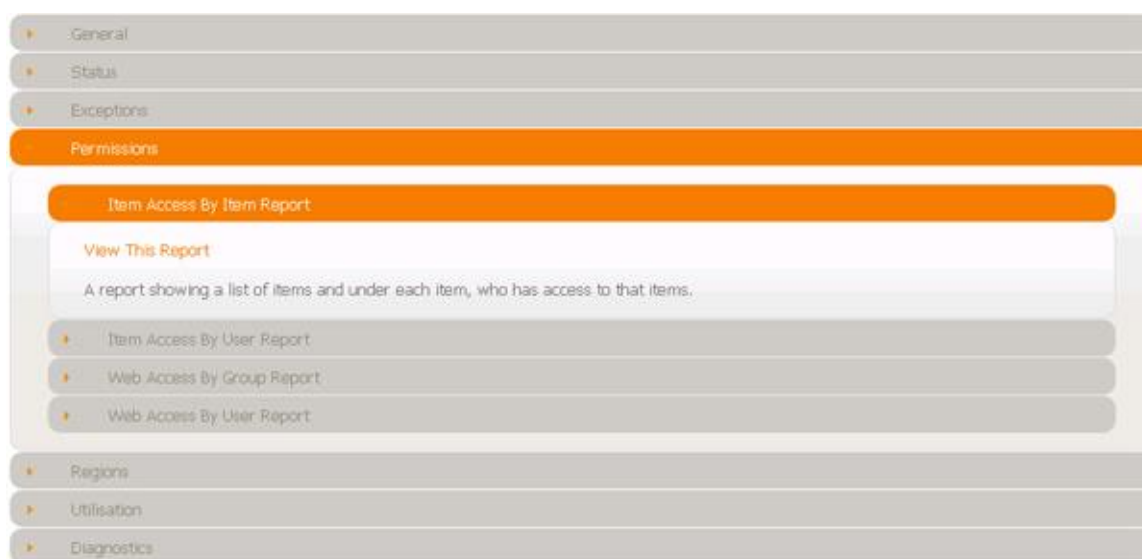 General
Status
Exceptions
Permissions
Item Access By Item Report
View This Report
A report showing a list of items and under each item, who has access to that items.
Item Access By User Report
Web Access By Group Report
Web Access By User Report
Regions
Utilisation
Diagnostics